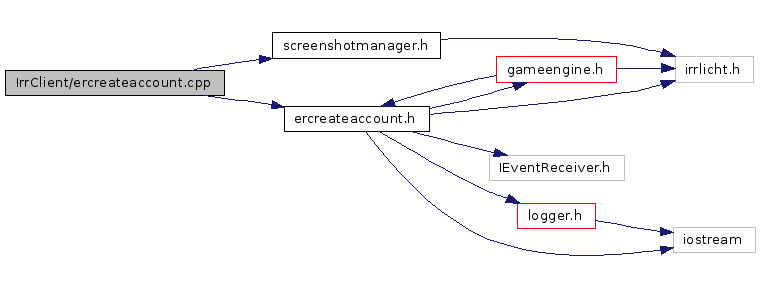 screenshotmanager.h
gameengine.h
irrlicht.h
IrrClient/ercreateaccount.cpp
ercreateaccount.h
IEventReceiver.h
logger.h
iostream